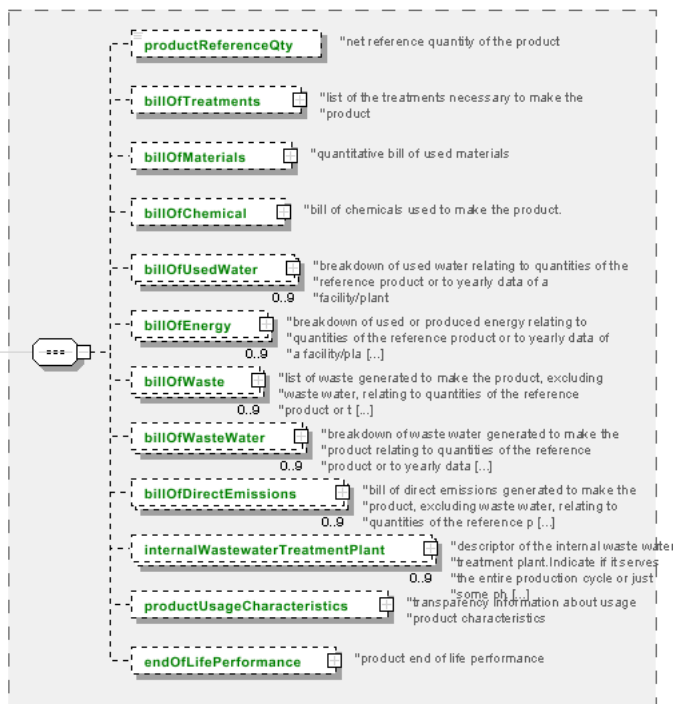 productReferenceQty
"net reference quantity of the product
billOfTreatments
"list of the treatments necessary to make the
"product
billOfMaterials
"quantitative bill of used materials
billOfChemical
"bill of chemicals used to make the product.
billOfUsedWater
"breakdown of used water relating to quantities of the
"reference product or to yearly data of a
"facility/plant
0..9
billOfEnergy
"breakdown of used or produced energy relating to
"quantities of the reference product or to yearly data of
"a facility/pla [...]
0..9
billOfWaste
"list of waste generated to make the product, excluding
"waste water, relating to quantities of the reference
"product or t [...]
0..9
billOfWasteWater
"breakdown of waste water generated to make the
"product relating to quantities of the reference
"product or to yearly data [...]
0..9
billOfDirectEmissions
"bill of direct emissions generated to make the
"product, excluding waste water, relating to
"quantities of the reference p [...]
0..9
internalWastewaterTreatmentPlant
"descriptor of the internal waste water
"treatment plant.Indicate if it serves
"the entire production cycle or just
"some ph [...]
0..9
productUsageCharacteristics
"transparency information about usage
"product characteristics
endOfLifePerformance
"product end of life performance